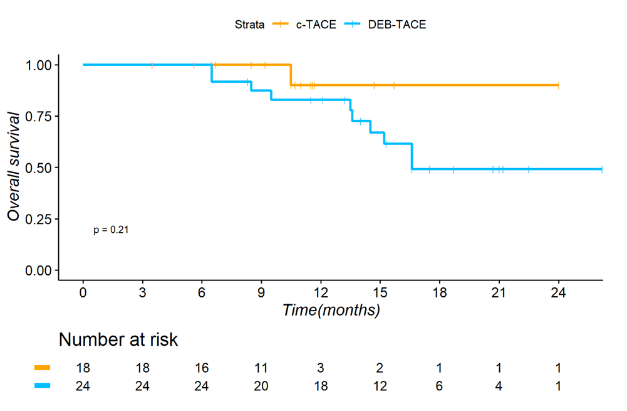 Strata c-TACE DEB-TACE
1.00
0.75
0.50
0.25
0.00
Overall survival
p = 0.21
0 3 6 9 12 15 18 21 24
Time(months)
Number at risk
18 18 16 11 3 2 1 1 1
24 24 24 20 18 12 6 4 1